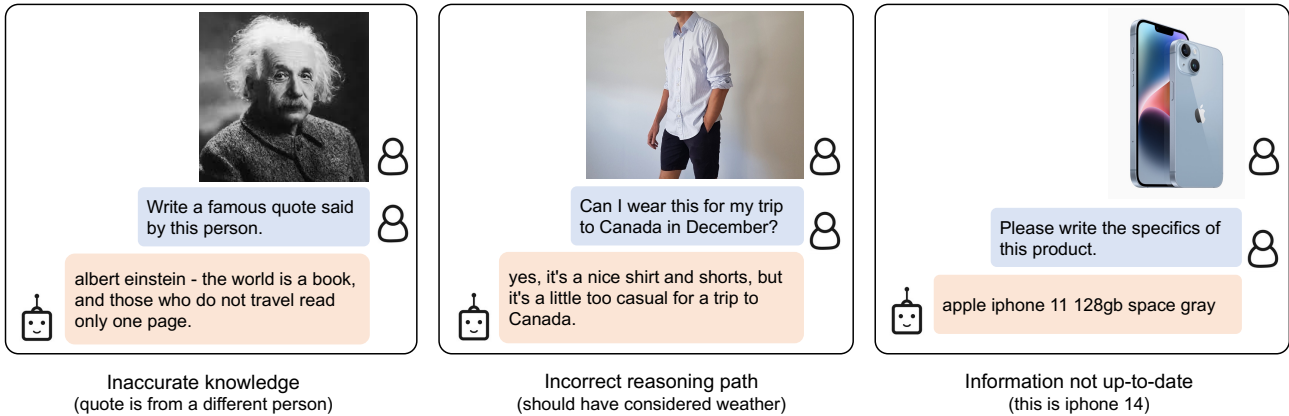 Write a famous quote said
by this person.
albert einstein - the world is a book,
and those who do not travel read
only one page.
Inaccurate knowledge
(quote is from a different person)
Can I wear this for my trip
to Canada in December?
yes, it's a nice shirt and shorts, but
it's a little too casual for a trip to
Canada.
Incorrect reasoning path
(should have considered weather)
Please write the specifics of
this product.
apple iphone 11 128gb space gray
Information not up-to-date
(this is iphone 14)